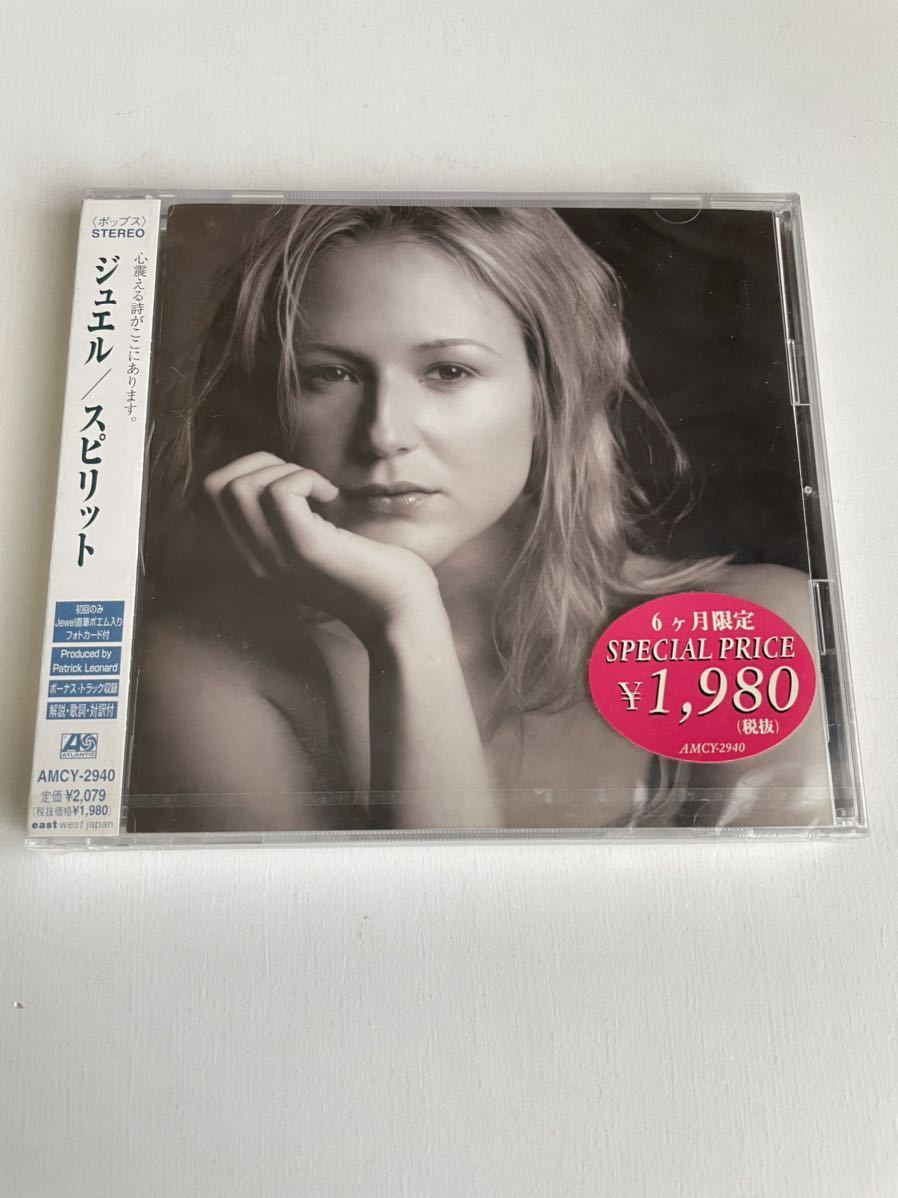 〈ポップス〉
STEREO
心震える詩がここにあります。
ジュエル／スピリット
初回のみ
Jewel直筆ポエム入り
フォトカード付
Produced by
Patrick Leonard
ボーナス・トラック収録
解説・歌詞・対訳付
ATLANTIC
AMCY-2940
定価¥2,079
(税抜価格¥1,980)
east west japan
6ヶ月限定
SPECIAL PRICE
¥1,980
(税抜)
AMCY-2940